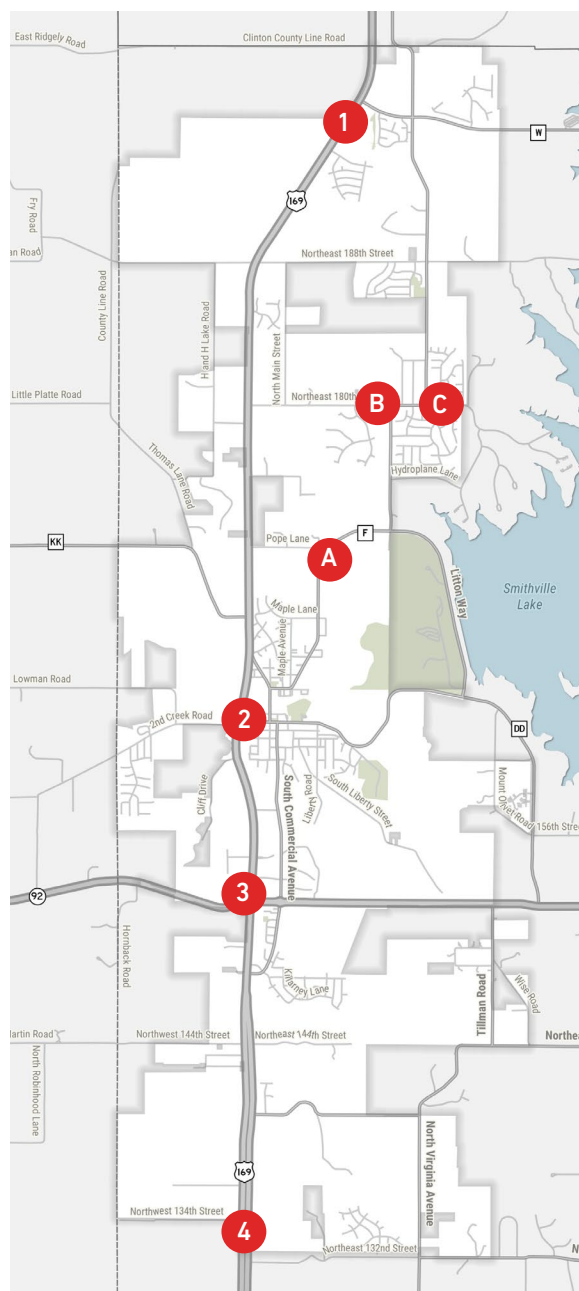 East Ridgely Road
Clinton County Line Road
1
W
169
Fry Road
an Road
County Line Road
Northeast 188th Street
H and H Lake Road
North Main Street
Little Platte Road
Northeast 180th
B
C
Thomas Lane Road
Hydroplane Lane
KK
Pope Lane
F
A
Litton Way
Smithville
Lake
Maple Lane
Maple Avenue
Lowman Road
2nd Creek Road
2
DD
Cliff Drive
South Commercial Avenue
Liberty Road
South Liberty Street
Mount Olivet Road
156th Stree
92
3
Hornback Road
Killarney Lane
Tillman Road
Wise Road
Martin Road
Northwest 144th Street
Northeast 144th Street
Northe
North
Robinhood Lane
169
North Virginia Avenue
Northwest 134th Street
4
Northeast 132nd Street
N